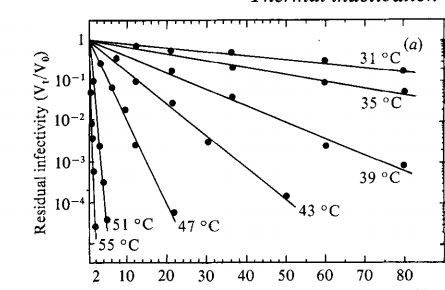 Thermal inactivation
(a)
1
10⁻¹
10⁻²
10⁻³
10⁻⁴
Residual infectivity (Vₜ/V₀)
31 °C
35 °C
39 °C
43 °C
47 °C
51 °C
55 °C
2 10 20 30 40 50 60 70 80